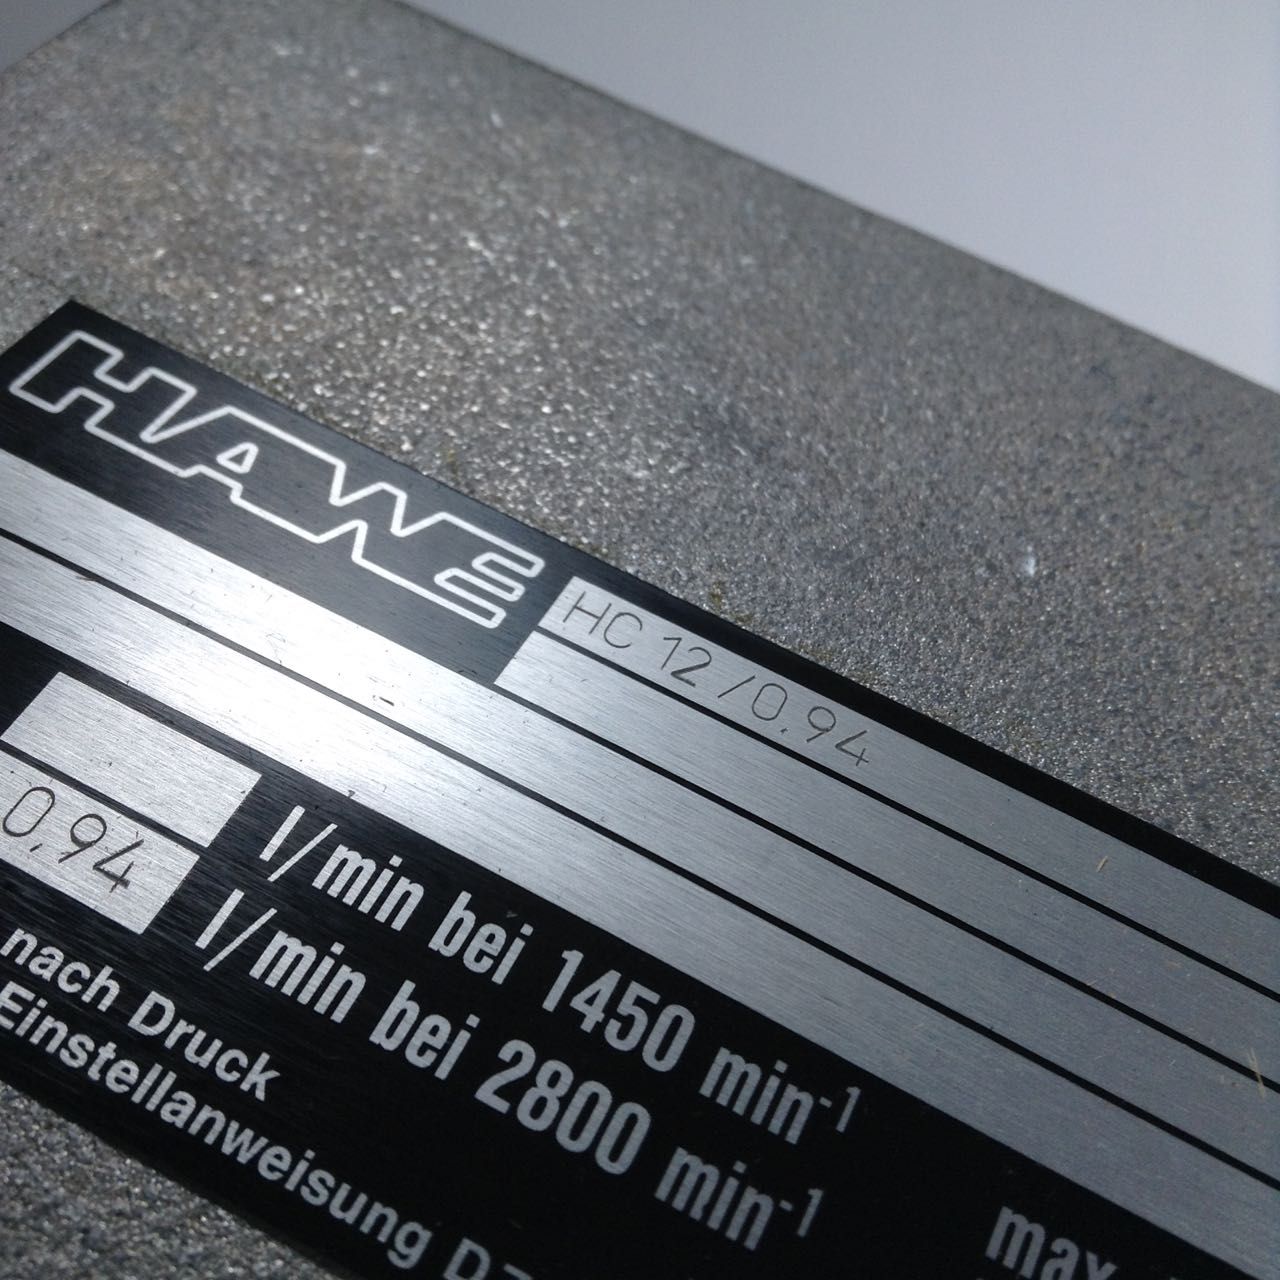 HAWE
HC 12/0.94
l/min bei 1450 min-1
0,94 l/min bei 2800 min-1
max
nach Druck
Einstellanweisung D